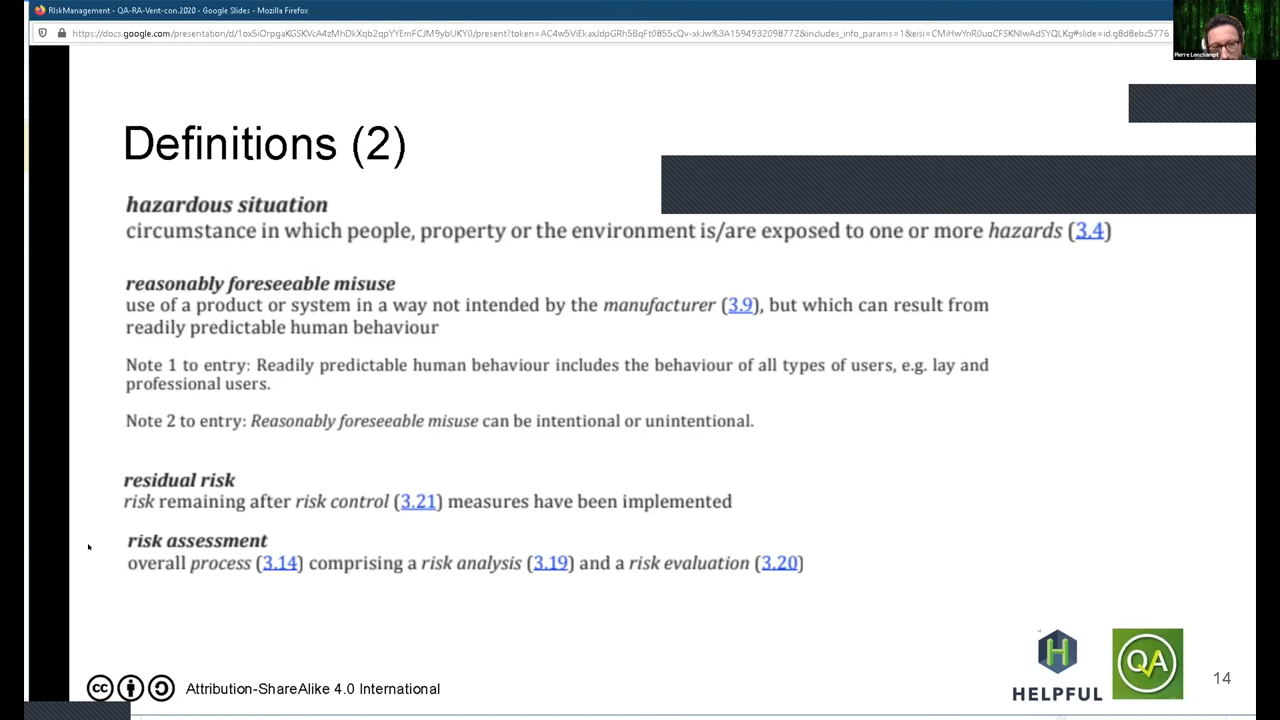 RiskManagement - QA-RA-Vent-con.2020 - Google Slides - Mozilla Firefox
Pierre Lonchampt
Definitions (2)
hazardous situation
circumstance in which people, property or the environment is/are exposed to one or more hazards (3.4)
reasonably foreseeable misuse
use of a product or system in a way not intended by the manufacturer (3.9), but which can result from
readily predictable human behaviour
Note 1 to entry: Readily predictable human behaviour includes the behaviour of all types of users, e.g. lay and
professional users.
Note 2 to entry: Reasonably foreseeable misuse can be intentional or unintentional.
residual risk
risk remaining after risk control (3.21) measures have been implemented
risk assessment
overall process (3.14) comprising a risk analysis (3.19) and a risk evaluation (3.20)
H
HELPFUL
QA
14
cc
Attribution-ShareAlike 4.0 International